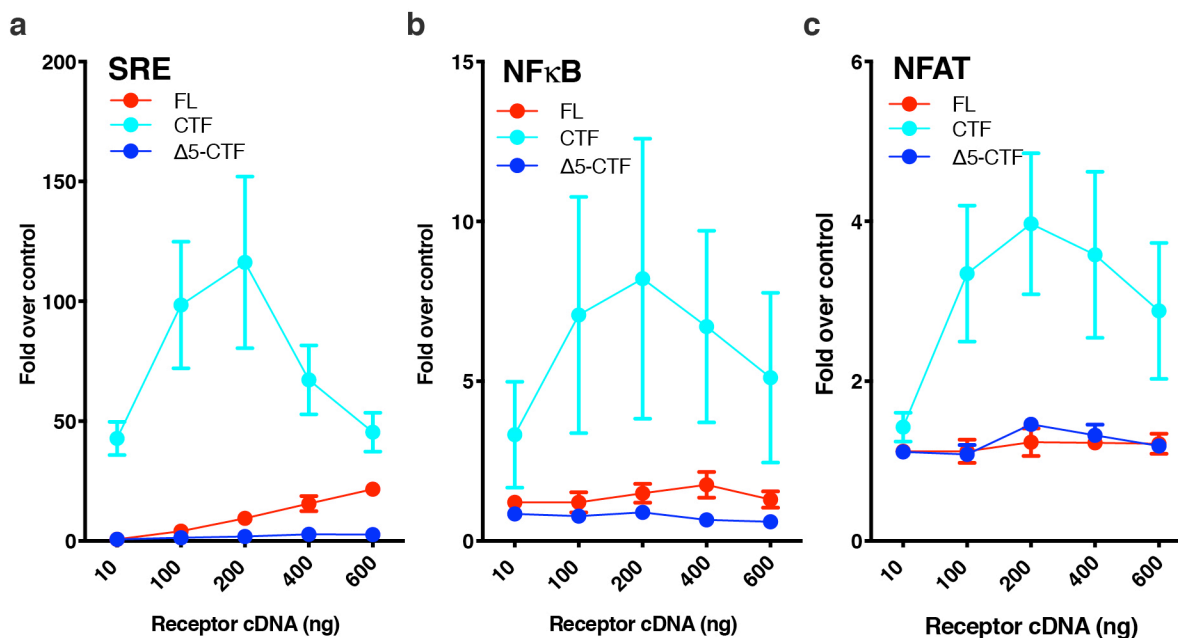 a
SRE
FL
CTF
Δ5-CTF
Fold over control
200
150
100
50
0
10
100
200
400
600
Receptor cDNA (ng)
b
NFκB
FL
CTF
Δ5-CTF
Fold over control
15
10
5
0
10
100
200
400
600
Receptor cDNA (ng)
c
NFAT
FL
CTF
Δ5-CTF
Fold over control
6
4
2
0
10
100
200
400
600
Receptor cDNA (ng)